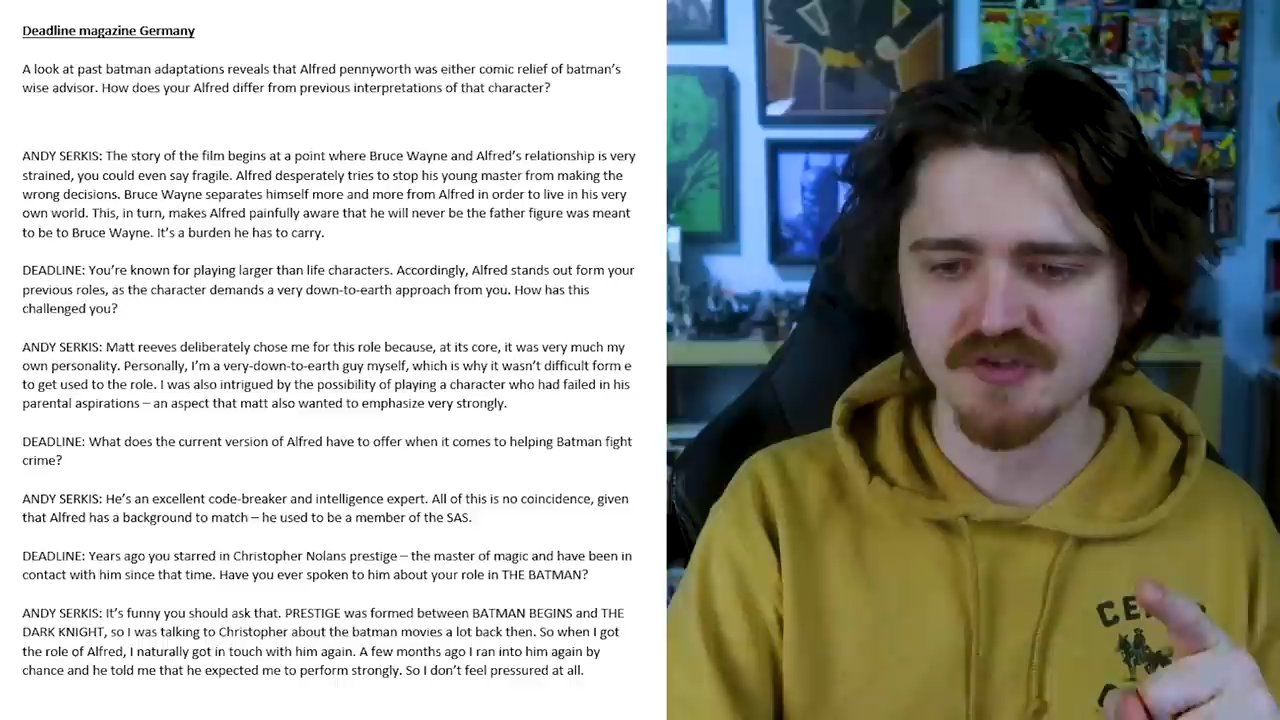 Deadline magazine Germany
A look at past batman adaptations reveals that Alfred pennyworth was either comic relief of batman's
wise advisor. How does your Alfred differ from previous interpretations of that character?
ANDY SERKIS: The story of the film begins at a point where Bruce Wayne and Alfred's relationship is very
strained, you could even say fragile. Alfred desperately tries to stop his young master from making the
wrong decisions. Bruce Wayne separates himself more and more from Alfred in order to live in his very
own world. This, in turn, makes Alfred painfully aware that he will never be the father figure was meant
to be to Bruce Wayne. It's a burden he has to carry.
DEADLINE: You're known for playing larger than life characters. Accordingly, Alfred stands out form your
previous roles, as the character demands a very down-to-earth approach from you. How has this
challenged you?
ANDY SERKIS: Matt reeves deliberately chose me for this role because, at its core, it was very much my
own personality. Personally, I'm a very-down-to-earth guy myself, which is why it wasn't difficult form e
to get used to the role. I was also intrigued by the possibility of playing a character who had failed in his
parental aspirations – an aspect that matt also wanted to emphasize very strongly.
DEADLINE: What does the current version of Alfred have to offer when it comes to helping Batman fight
crime?
ANDY SERKIS: He's an excellent code-breaker and intelligence expert. All of this is no coincidence, given
that Alfred has a background to match – he used to be a member of the SAS.
DEADLINE: Years ago you starred in Christopher Nolans prestige – the master of magic and have been in
contact with him since that time. Have you ever spoken to him about your role in THE BATMAN?
ANDY SERKIS: It's funny you should ask that. PRESTIGE was formed between BATMAN BEGINS and THE
DARK KNIGHT, so I was talking to Christopher about the batman movies a lot back then. So when I got
the role of Alfred, I naturally got in touch with him again. A few months ago I ran into him again by
chance and he told me that he expected me to perform strongly. So I don't feel pressured at all.